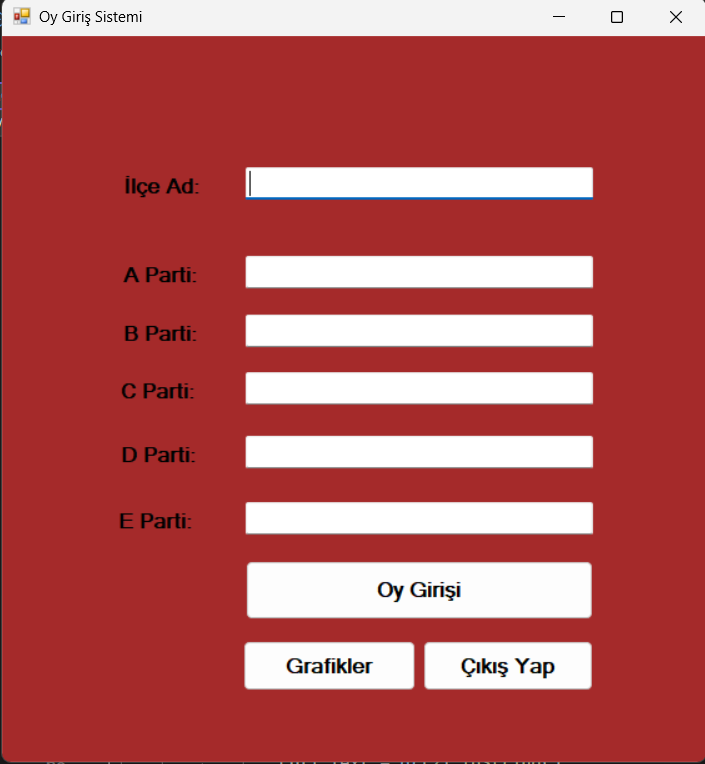 Oy Giriş Sistemi
İlçe Ad:
A Parti:
B Parti:
C Parti:
D Parti:
E Parti:
Oy Girişi
Grafikler Çıkış Yap